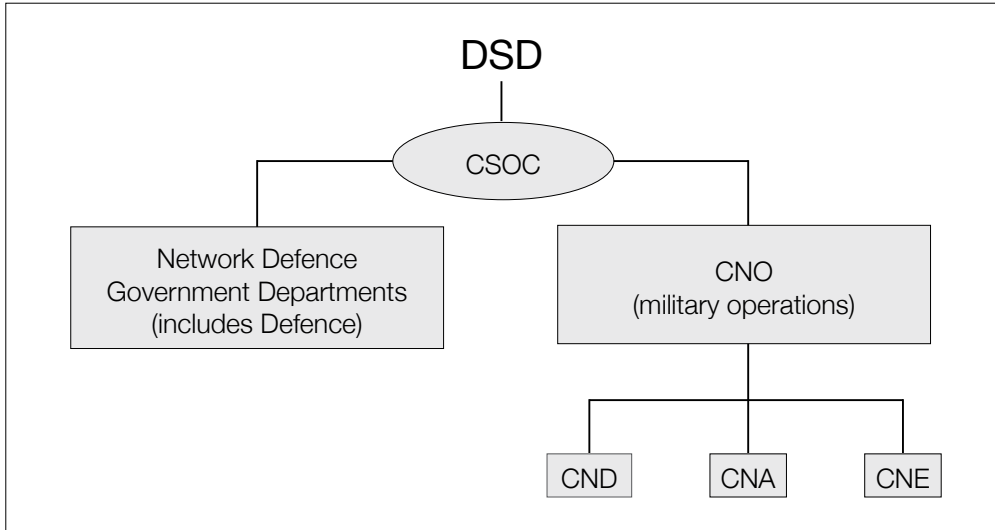 DSD
CSOC
Network Defence
Government Departments
(includes Defence)
CNO
(military operations)
CND
CNA
CNE